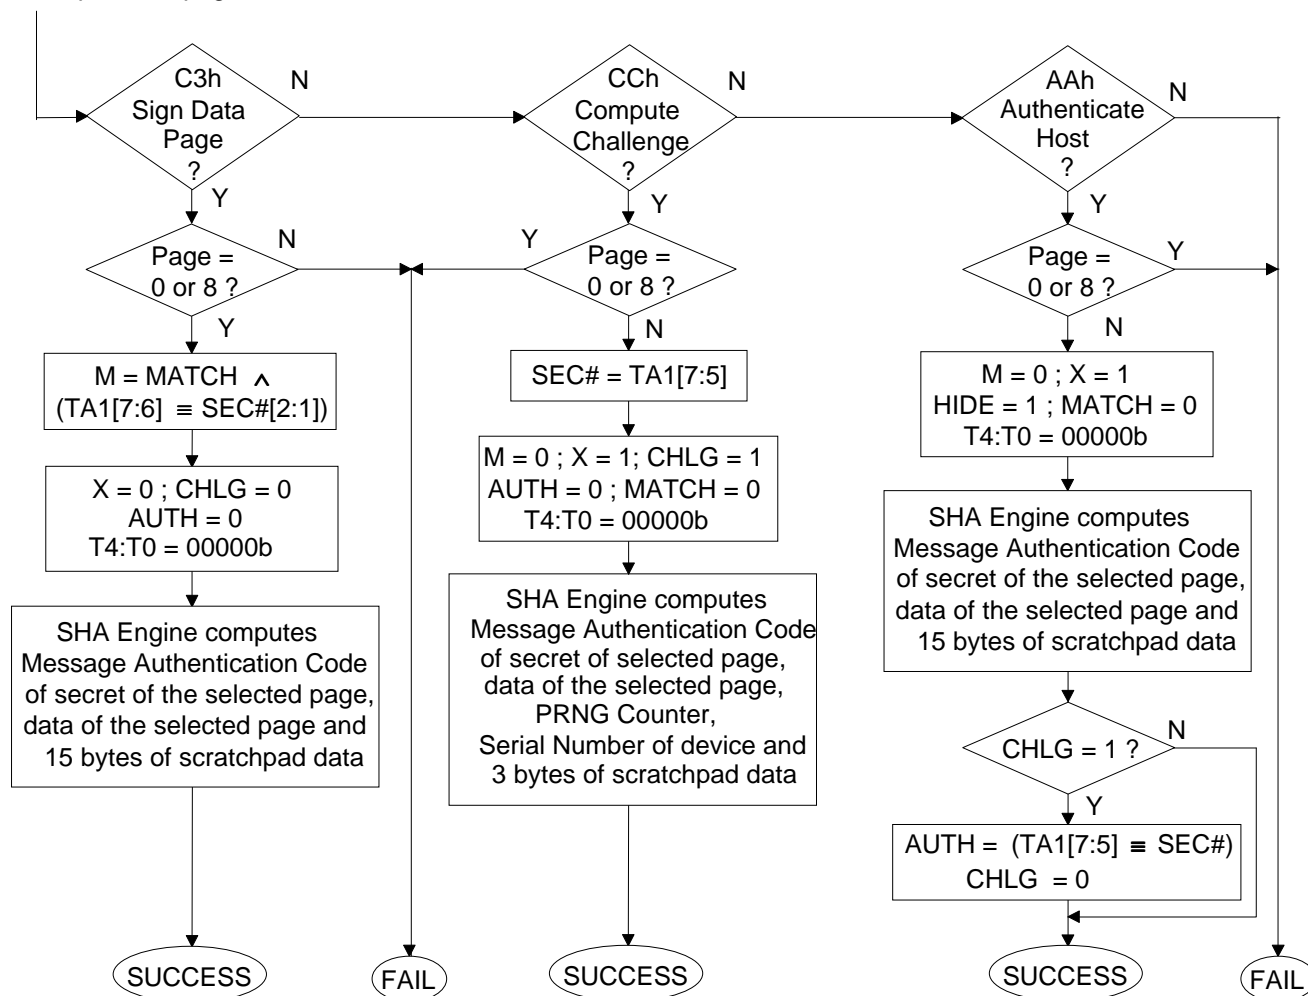 C3h
Sign Data
Page
?
N
Y
Page =
0 or 8 ?
N
Y
M = MATCH ∧
(TA1[7:6] ≡ SEC#[2:1])
X = 0 ; CHLG = 0
AUTH = 0
T4:T0 = 00000b
SHA Engine computes
Message Authentication Code
of secret of the selected page,
data of the selected page and
15 bytes of scratchpad data
SUCCESS
FAIL
CCh
Compute
Challenge
?
N
Y
Y
Page =
0 or 8 ?
N
SEC# = TA1[7:5]
M = 0 ; X = 1; CHLG = 1
AUTH = 0 ; MATCH = 0
T4:T0 = 00000b
SHA Engine computes
Message Authentication Code
of secret of selected page,
data of the selected page,
PRNG Counter,
Serial Number of device and
3 bytes of scratchpad data
SUCCESS
AAh
Authenticate
Host
?
N
Y
Page =
0 or 8 ?
Y
N
M = 0 ; X = 1
HIDE = 1 ; MATCH = 0
T4:T0 = 00000b
SHA Engine computes
Message Authentication Code
of secret of the selected page,
data of the selected page and
15 bytes of scratchpad data
CHLG = 1 ?
N
Y
AUTH = (TA1[7:5] ≡ SEC#)
CHLG = 0
SUCCESS
FAIL